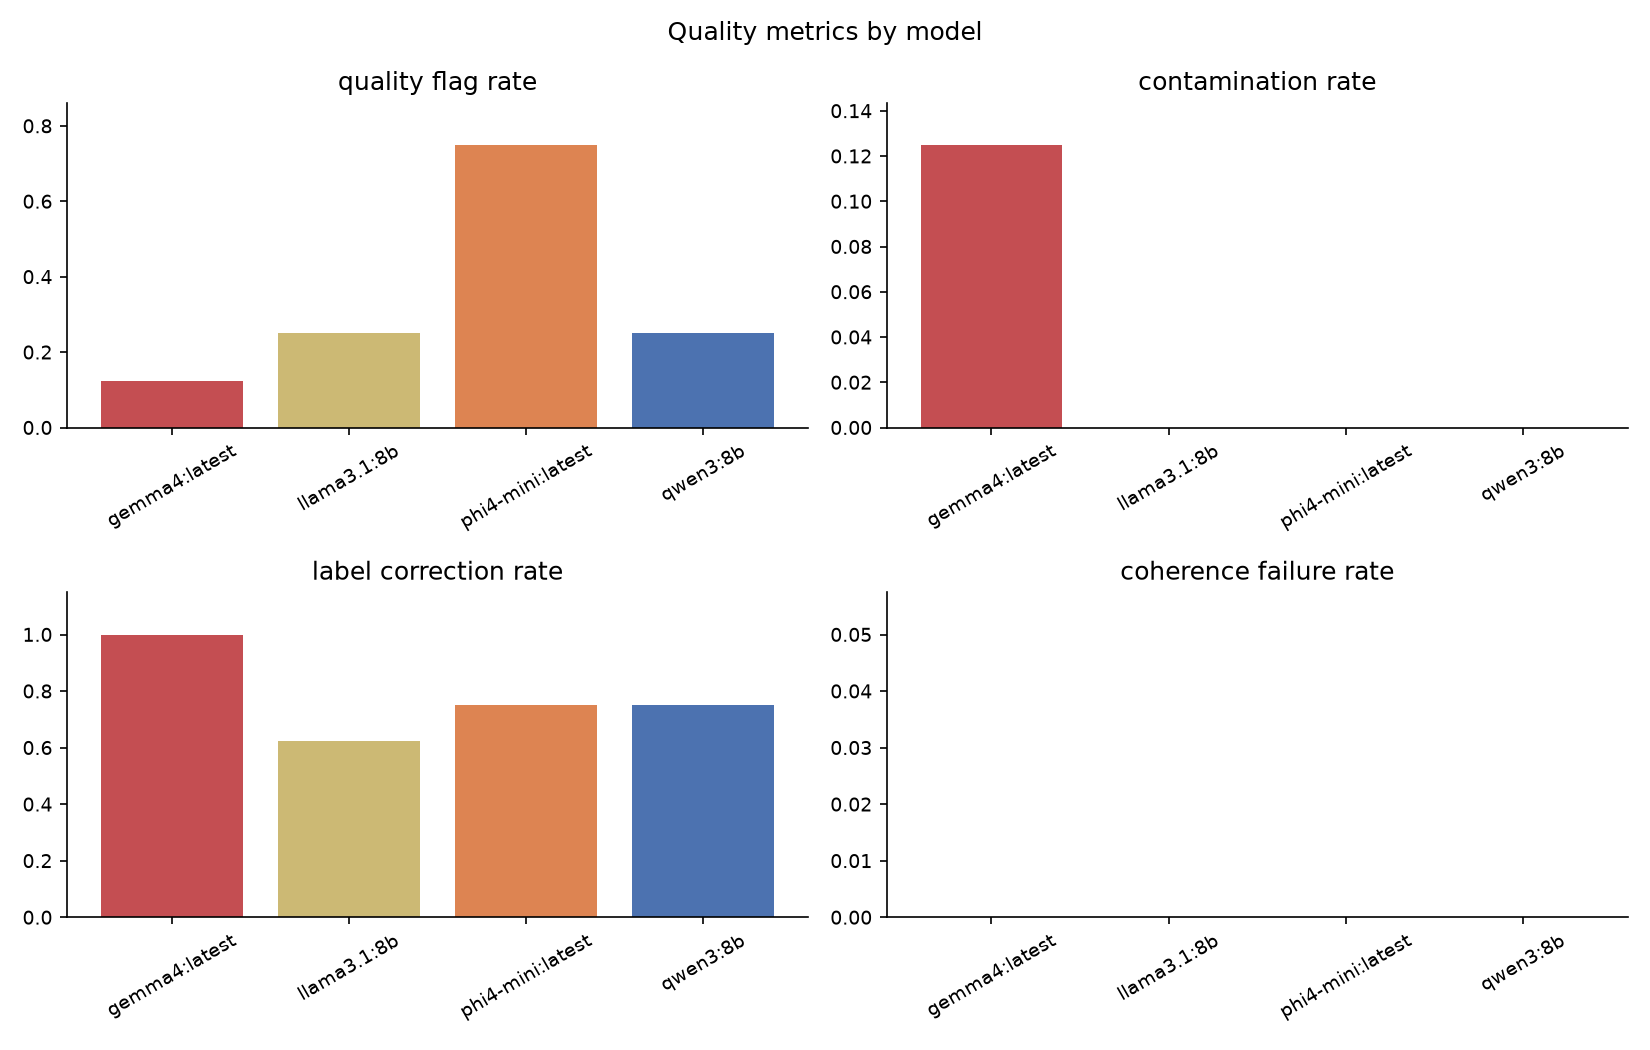 Quality metrics by model
quality flag rate
0.8
0.6
0.4
0.2
0.0
gemma4:latest
llama3.1:8b
phi4-mini:latest
qwen3:8b
contamination rate
0.14
0.12
0.10
0.08
0.06
0.04
0.02
0.00
gemma4:latest
llama3.1:8b
phi4-mini:latest
qwen3:8b
label correction rate
1.0
0.8
0.6
0.4
0.2
0.0
gemma4:latest
llama3.1:8b
phi4-mini:latest
qwen3:8b
coherence failure rate
0.05
0.04
0.03
0.02
0.01
0.00
gemma4:latest
llama3.1:8b
phi4-mini:latest
qwen3:8b